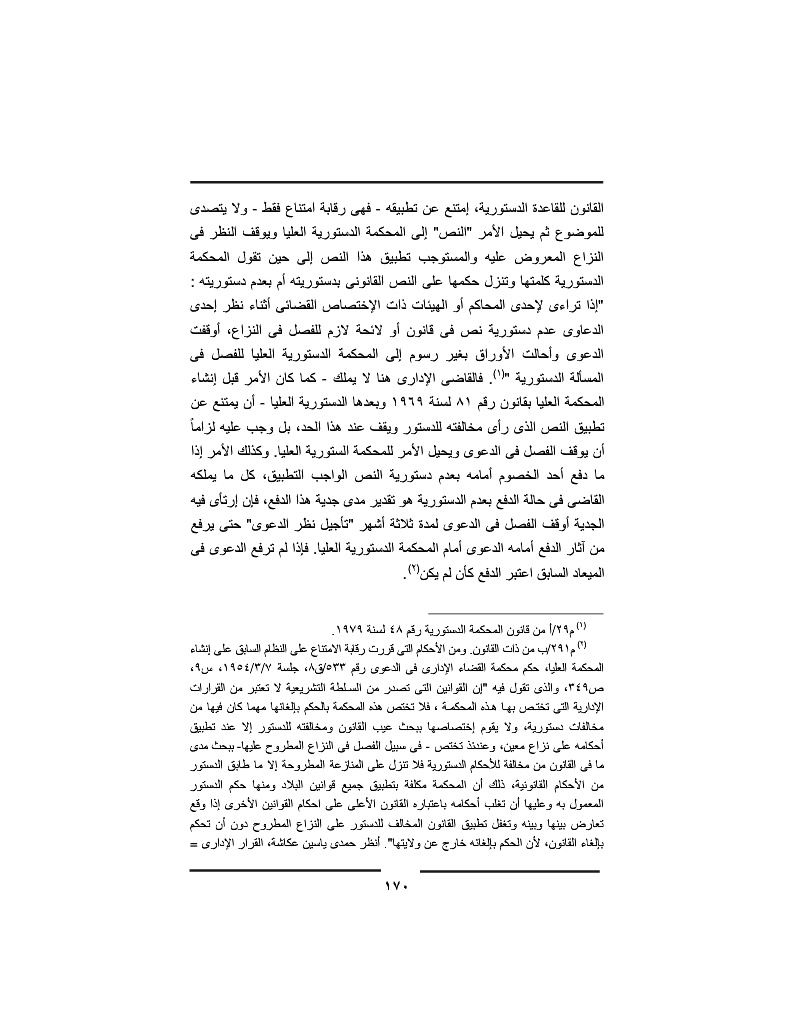 القانون للقاعدة الدستورية، إمتنع عن تطبيقه - فهى رقابة امتناع فقط - ولا يتصدى
للموضوع ثم يحيل الأمر "النص" إلى المحكمة الدستورية العليا ويوقف النظر فى
النزاع المعروض عليه والمستوجب تطبيق هذا النص إلى حين تقول المحكمة
الدستورية كلمتها وتنزل حكمها على النص القانونى بدستوريته أم بعدم دستوريته :
"إذا تراءى لإحدى المحاكم أو الهيئات ذات الإختصاص القضائى أثناء نظر إحدى
الدعاوى عدم دستورية نص فى قانون أو لائحة لازم للفصل فى النزاع، أوقفت
الدعوى وأحالت الأوراق بغير رسوم إلى المحكمة الدستورية العليا للفصل فى
المسألة الدستورية "(١). فالقاضى الإدارى هنا لا يملك - كما كان الأمر قبل إنشاء
المحكمة العليا بقانون رقم ٨١ لسنة ١٩٦٩ وبعدها الدستورية العليا - أن يمتنع عن
تطبيق النص الذى رأى مخالفته للدستور ويقف عند هذا الحد، بل وجب عليه لزاماً
أن يوقف الفصل فى الدعوى ويحيل الأمر للمحكمة الستورية العليا. وكذلك الأمر إذا
ما دفع أحد الخصوم أمامه بعدم دستورية النص الواجب التطبيق، كل ما يملكه
القاضى فى حالة الدفع بعدم الدستورية هو تقدير مدى جدية هذا الدفع، فإن إرتأى فيه
الجدية أوقف الفصل فى الدعوى لمدة ثلاثة أشهر "تأجيل نظر الدعوى" حتى يرفع
من آثار الدفع أمامه الدعوى أمام المحكمة الدستورية العليا. فإذا لم ترفع الدعوى فى
الميعاد السابق اعتبر الدفع كأن لم يكن(٢).
(١) م٢٩/أ من قانون المحكمة الدستورية رقم ٤٨ لسنة ١٩٧٩.
(٢) م٢٩١/ب من ذات القانون. ومن الأحكام التى قررت رقابة الامتناع على النظام السابق على إنشاء
المحكمة العليا، حكم محكمة القضاء الإدارى فى الدعوى رقم ٥٣٣/ق٨، جلسة ١٩٥٤/٣/٧، س٩،
ص٣٤٩، والذى تقول فيه "إن القوانين التى تصدر من السلطة التشريعية لا تعتبر من القرارات
الإدارية التى تختص بها هذه المحكمة ، فلا تختص هذه المحكمة بالحكم بإلغائها مهما كان فيها من
مخالفات دستورية، ولا يقوم إختصاصها ببحث عيب القانون ومخالفته للدستور إلا عند تطبيق
أحكامه على نزاع معين، وعندئذ تختص - فى سبيل الفصل فى النزاع المطروح عليها- ببحث مدى
ما فى القانون من مخالفة للأحكام الدستورية فلا تنزل على المنازعة المطروحة إلا ما طابق الدستور
من الأحكام القانونية، ذلك أن المحكمة مكلفة بتطبيق جميع قوانين البلاد ومنها حكم الدستور
المعمول به وعليها أن تغلب أحكامه باعتباره القانون الأعلى على احكام القوانين الأخرى إذا وقع
تعارض بينها وبينه وتغفل تطبيق القانون المخالف للدستور على النزاع المطروح دون أن تحكم
بإلغاء القانون، لأن الحكم بإلغائه خارج عن ولايتها". أنظر حمدى ياسين عكاشة، القرار الإدارى =
١٧٠